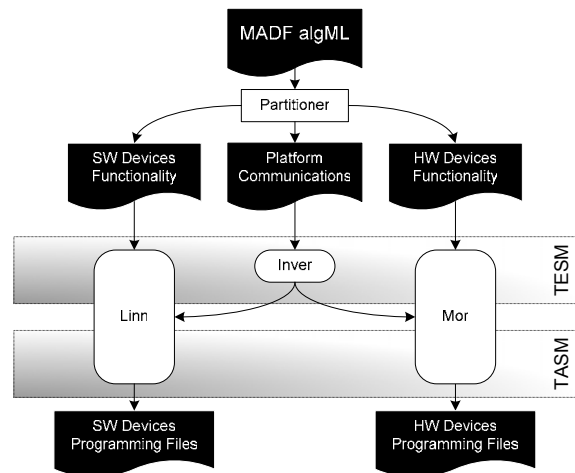 MADF algML
Partitioner
SW Devices
Functionality
Platform
Communications
HW Devices
Functionality
TESM
Inver
Linn
Mor
TASM
SW Devices
Programming Files
HW Devices
Programming Files